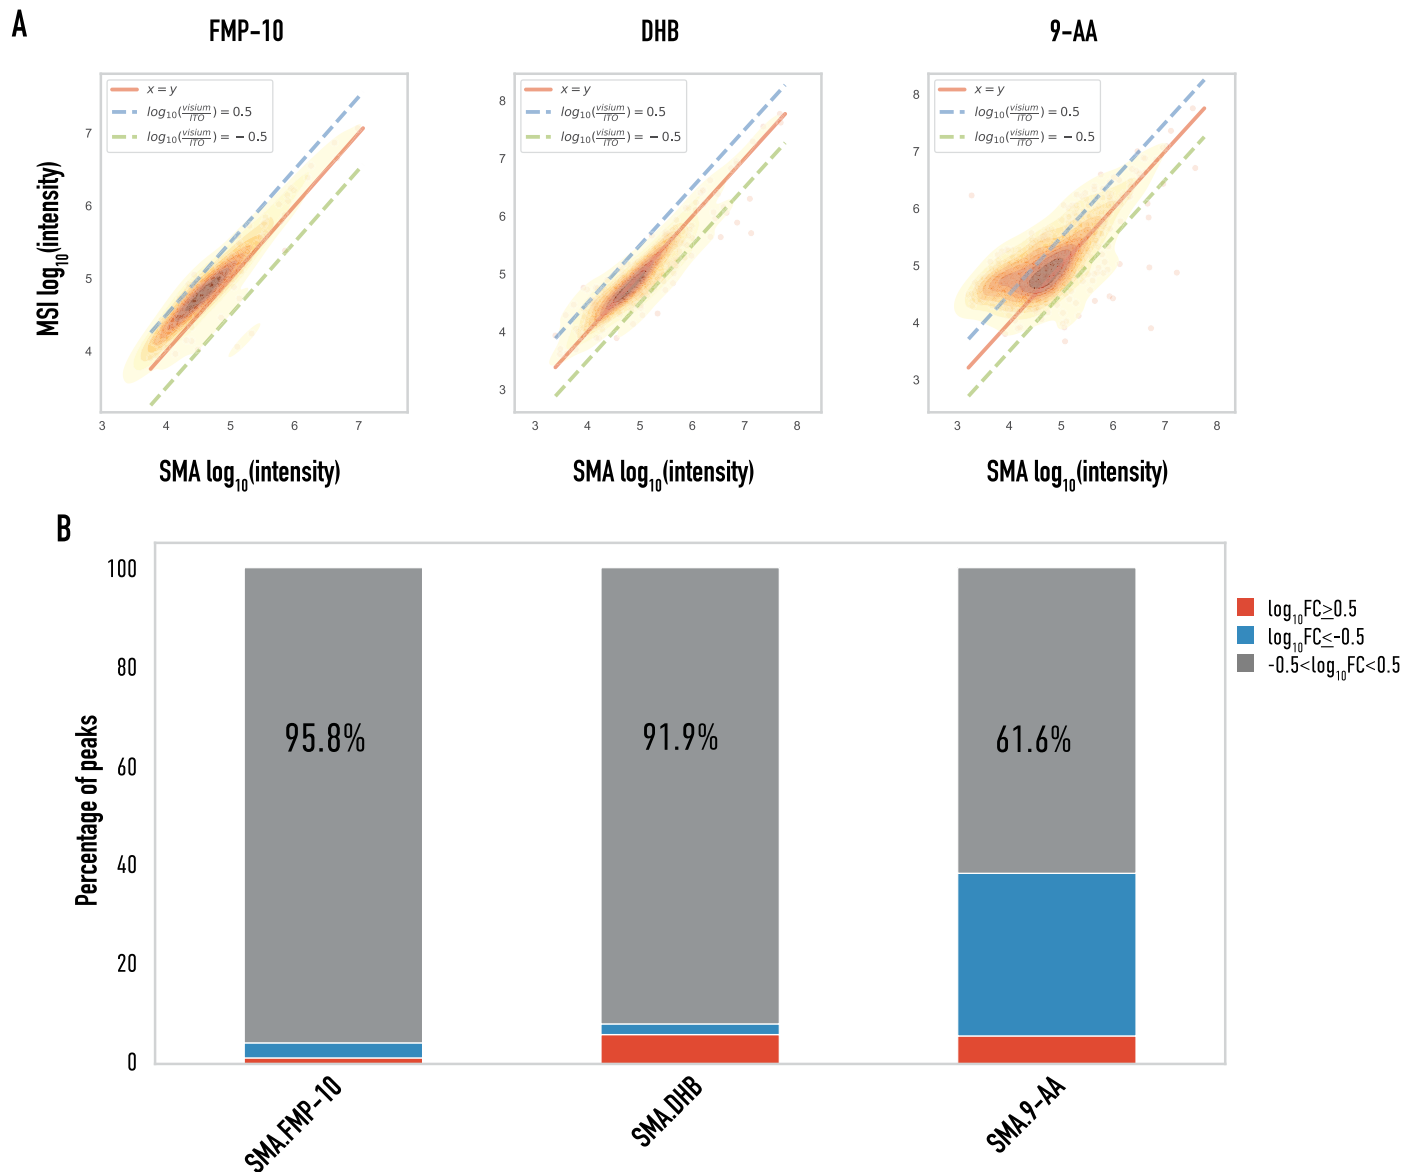 A
FMP-10
DHB
9-AA
x = y
log₁₀(visium/ITO) = 0.5
log₁₀(visium/ITO) = −0.5
x = y
log₁₀(visium/ITO) = 0.5
log₁₀(visium/ITO) = −0.5
x = y
log₁₀(visium/ITO) = 0.5
log₁₀(visium/ITO) = −0.5
MSI log₁₀(intensity)
7
6
5
4
3 4 5 6 7
8
7
6
5
4
3
3 4 5 6 7 8
8
7
6
5
4
3
3 4 5 6 7 8
SMA log₁₀(intensity)
SMA log₁₀(intensity)
SMA log₁₀(intensity)
B
Percentage of peaks
100
80
60
40
20
0
95.8%
91.9%
61.6%
log₁₀FC≥0.5
log₁₀FC≤-0.5
-0.5<log₁₀FC<0.5
SMA.FMP-10
SMA.DHB
SMA.9-AA